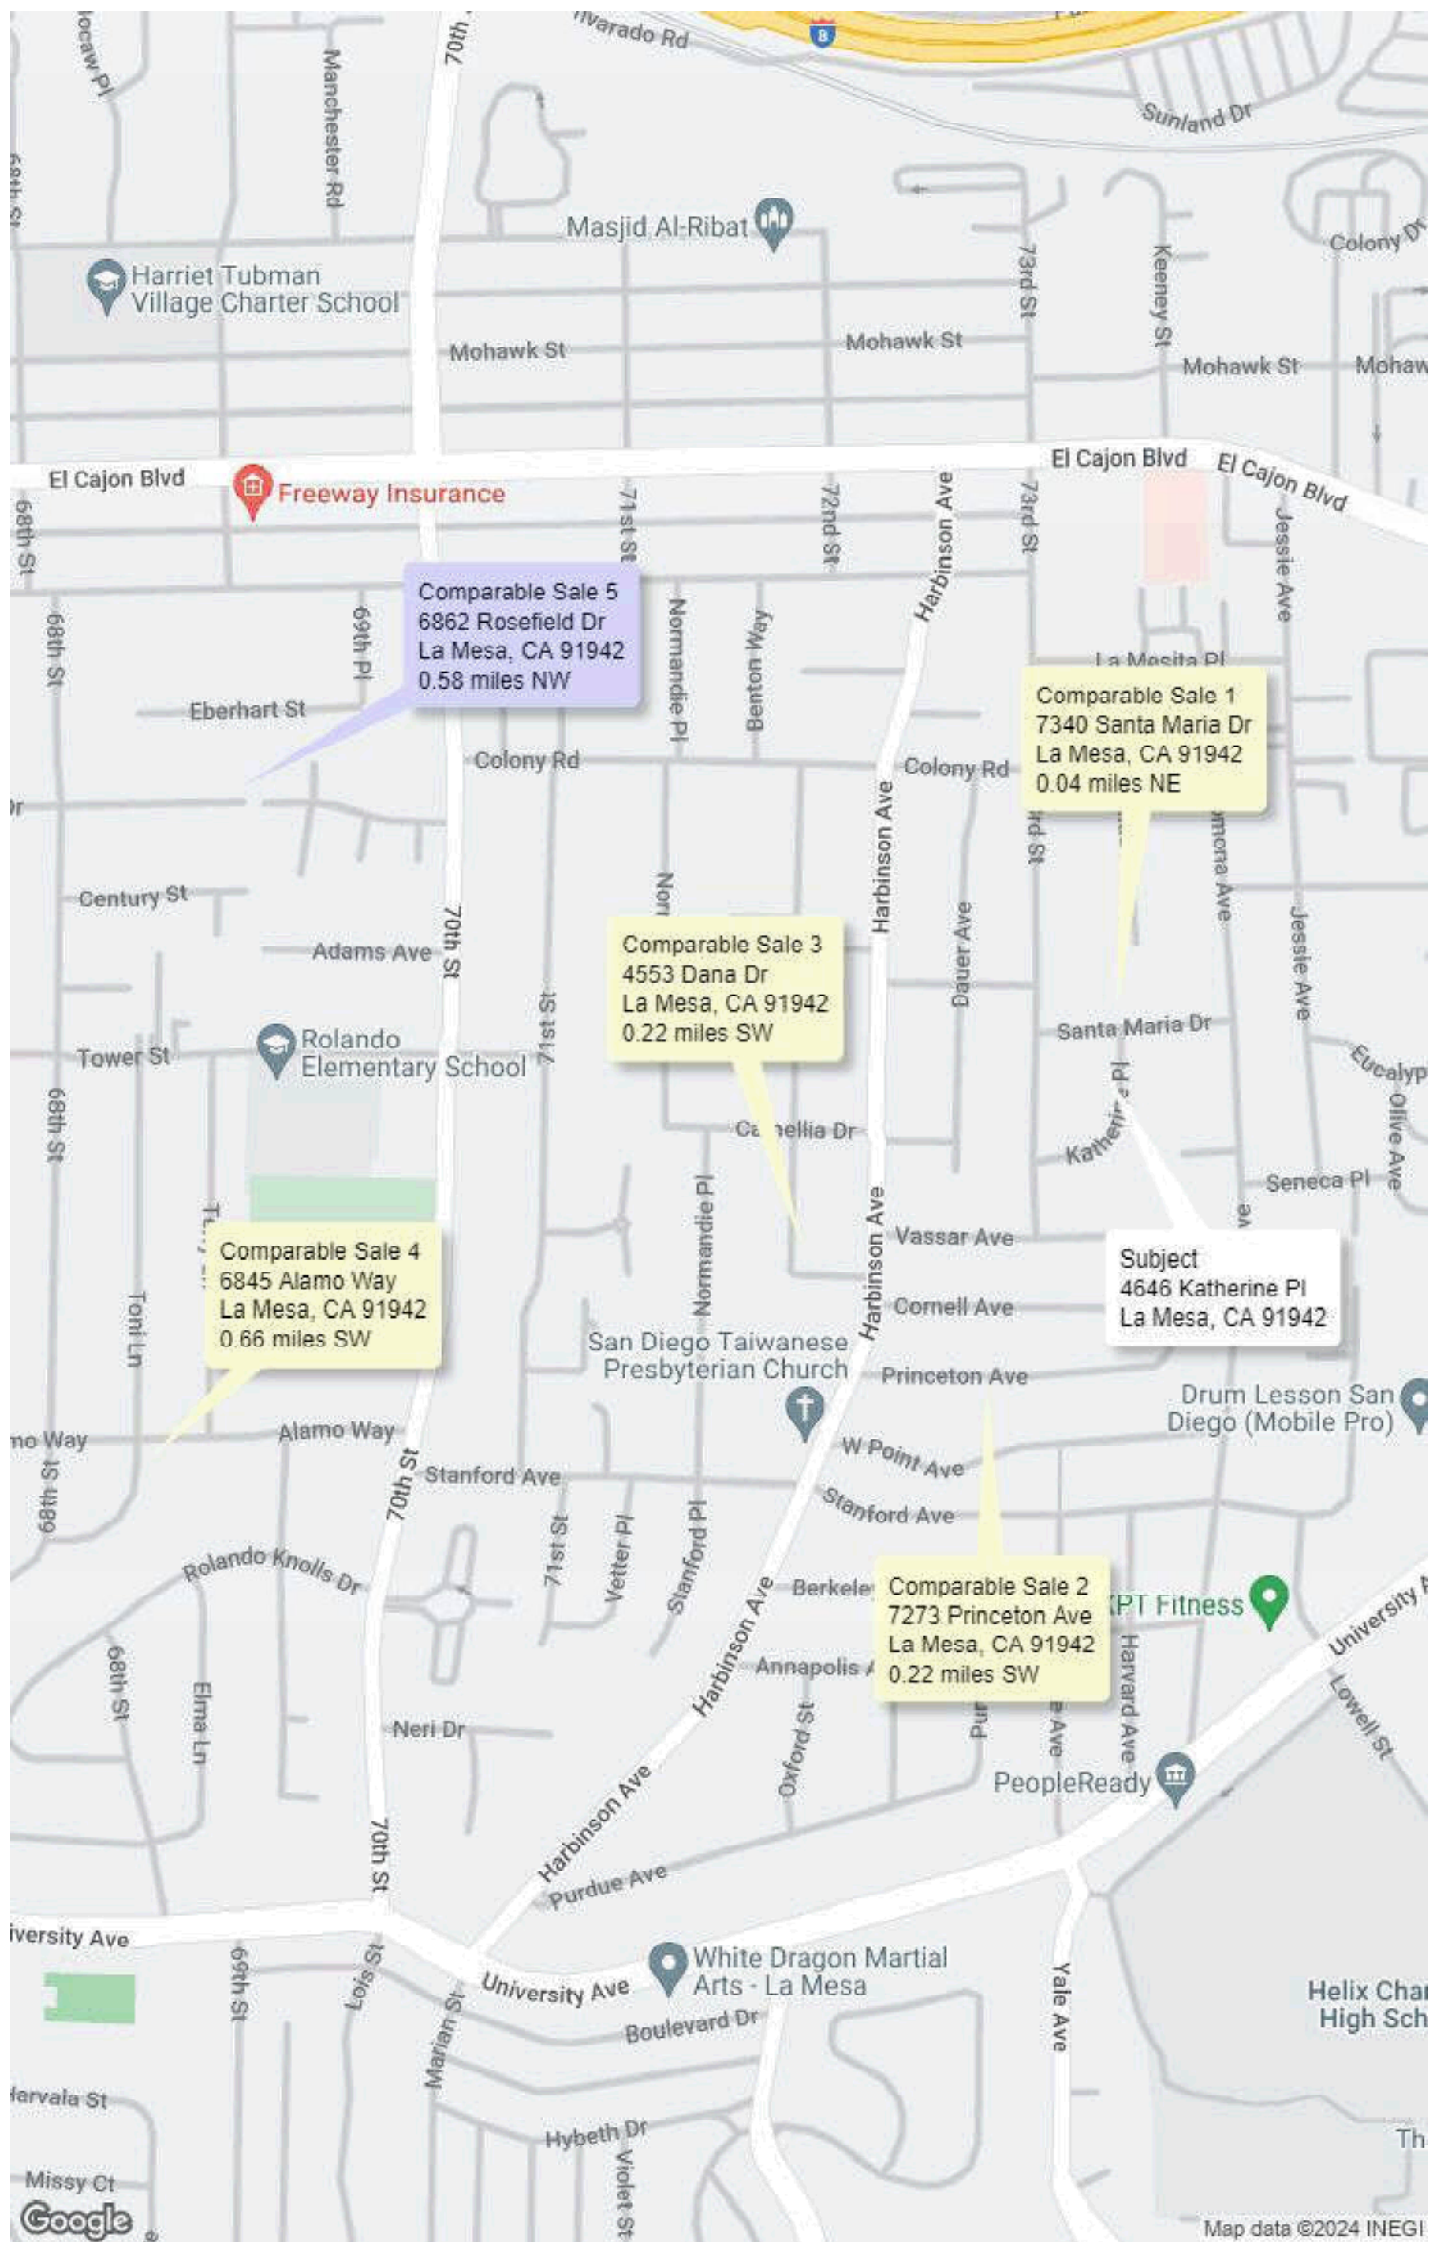 70th
8
Manchester Rd
Sunland Dr
Masjid Al-Ribat
Colony Dr
73rd St
Keeney St
Harriet Tubman
Village Charter School
Mohawk St
Mohawk St
Mohawk St
El Cajon Blvd
El Cajon Blvd
El Cajon Blvd
Freeway Insurance
68th St
71st St
72nd St
Harbinson Ave
73rd St
Jessie Ave
Comparable Sale 5
6862 Rosefield Dr
La Mesa, CA 91942
0.58 miles NW
68th St
69th Pl
Normandie Pl
Benton Way
La Mesita Pl
Comparable Sale 1
7340 Santa Maria Dr
La Mesa, CA 91942
0.04 miles NE
Eberhart St
Colony Rd
Colony Rd
Harbinson Ave
Century St
Adams Ave
70th St
Comparable Sale 3
4553 Dana Dr
La Mesa, CA 91942
0.22 miles SW
Dauer Ave
Jessie Ave
71st St
Santa Maria Dr
Tower St
Rolando
Elementary School
68th St
Katherine Pl
Olive Ave
Camellia Dr
Seneca Pl
Normandie Pl
Harbinson Ave
Vassar Ave
Comparable Sale 4
6845 Alamo Way
La Mesa, CA 91942
0.66 miles SW
Subject
4646 Katherine Pl
La Mesa, CA 91942
Toni Ln
Cornell Ave
San Diego Taiwanese
Presbyterian Church
Princeton Ave
Drum Lesson San
Diego (Mobile Pro)
Alamo Way
W Point Ave
68th St
70th St
Stanford Ave
Stanford Ave
Rolando Knolls Dr
71st St
Vetter Pl
Stanford Pl
Comparable Sale 2
7273 Princeton Ave
La Mesa, CA 91942
0.22 miles SW
Fitness
Harbinson Ave
68th St
Elma Ln
Neri Dr
Oxford St
Harvard Ave
Lowell St
PeopleReady
70th St
Harbinson Ave
Purdue Ave
University Ave
69th St
Lois St
Marian St
White Dragon Martial
Arts - La Mesa
Boulevard Dr
Yale Ave
Helix
High
Hybeth Dr
Violet St
Missy Ct
Google
Map data ©2024 INEGI